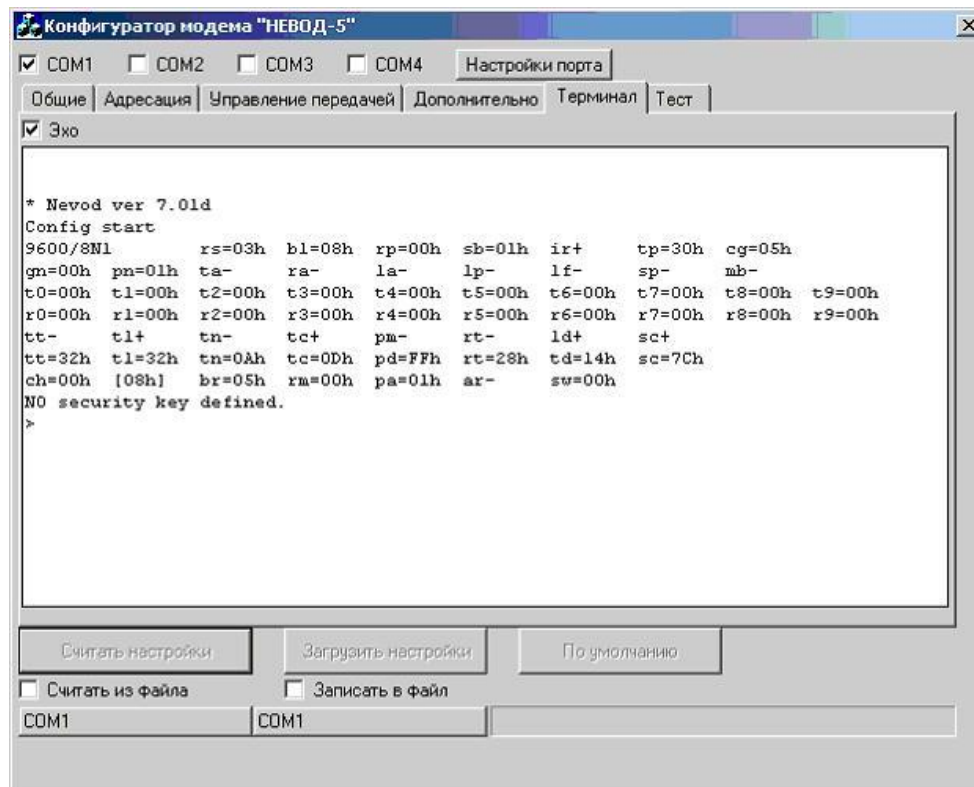 Конфигуратор модема "НЕВОД-5"
COM1 COM2 COM3 COM4 Настройки порта
Общие Адресация Управление передачей Дополнительно Терминал Тест
Эхо
* Nevod ver 7.01d
Config start
9600/8N1 rs=03h bl=08h rp=00h sb=01h ir+ tp=30h cg=05h
gn=00h pn=01h ta- ra- la- lp- lf- sp- mb-
t0=00h t1=00h t2=00h t3=00h t4=00h t5=00h t6=00h t7=00h t8=00h t9=00h
r0=00h r1=00h r2=00h r3=00h r4=00h r5=00h r6=00h r7=00h r8=00h r9=00h
tt- tl+ tn- tc+ pm- rt- ld+ sc+
tt=32h tl=32h tn=0Ah tc=0Dh pd=FFh rt=28h td=14h sc=7Ch
ch=00h [08h] br=05h rm=00h pa=01h ar- sw=00h
NO security key defined.
>
Считать настройки Загрузить настройки По умолчанию
Считать из файла Записать в файл
COM1 COM1